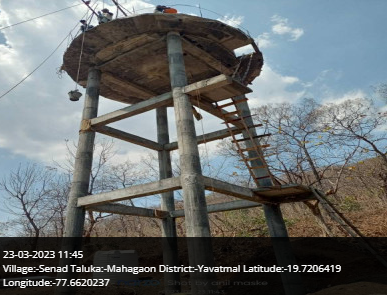 23-03-2023 11:45
Village:-Senad Taluka:-Mahagaon District:-Yavatmal Latitude:-19.7206419
Longitude:-77.6620237